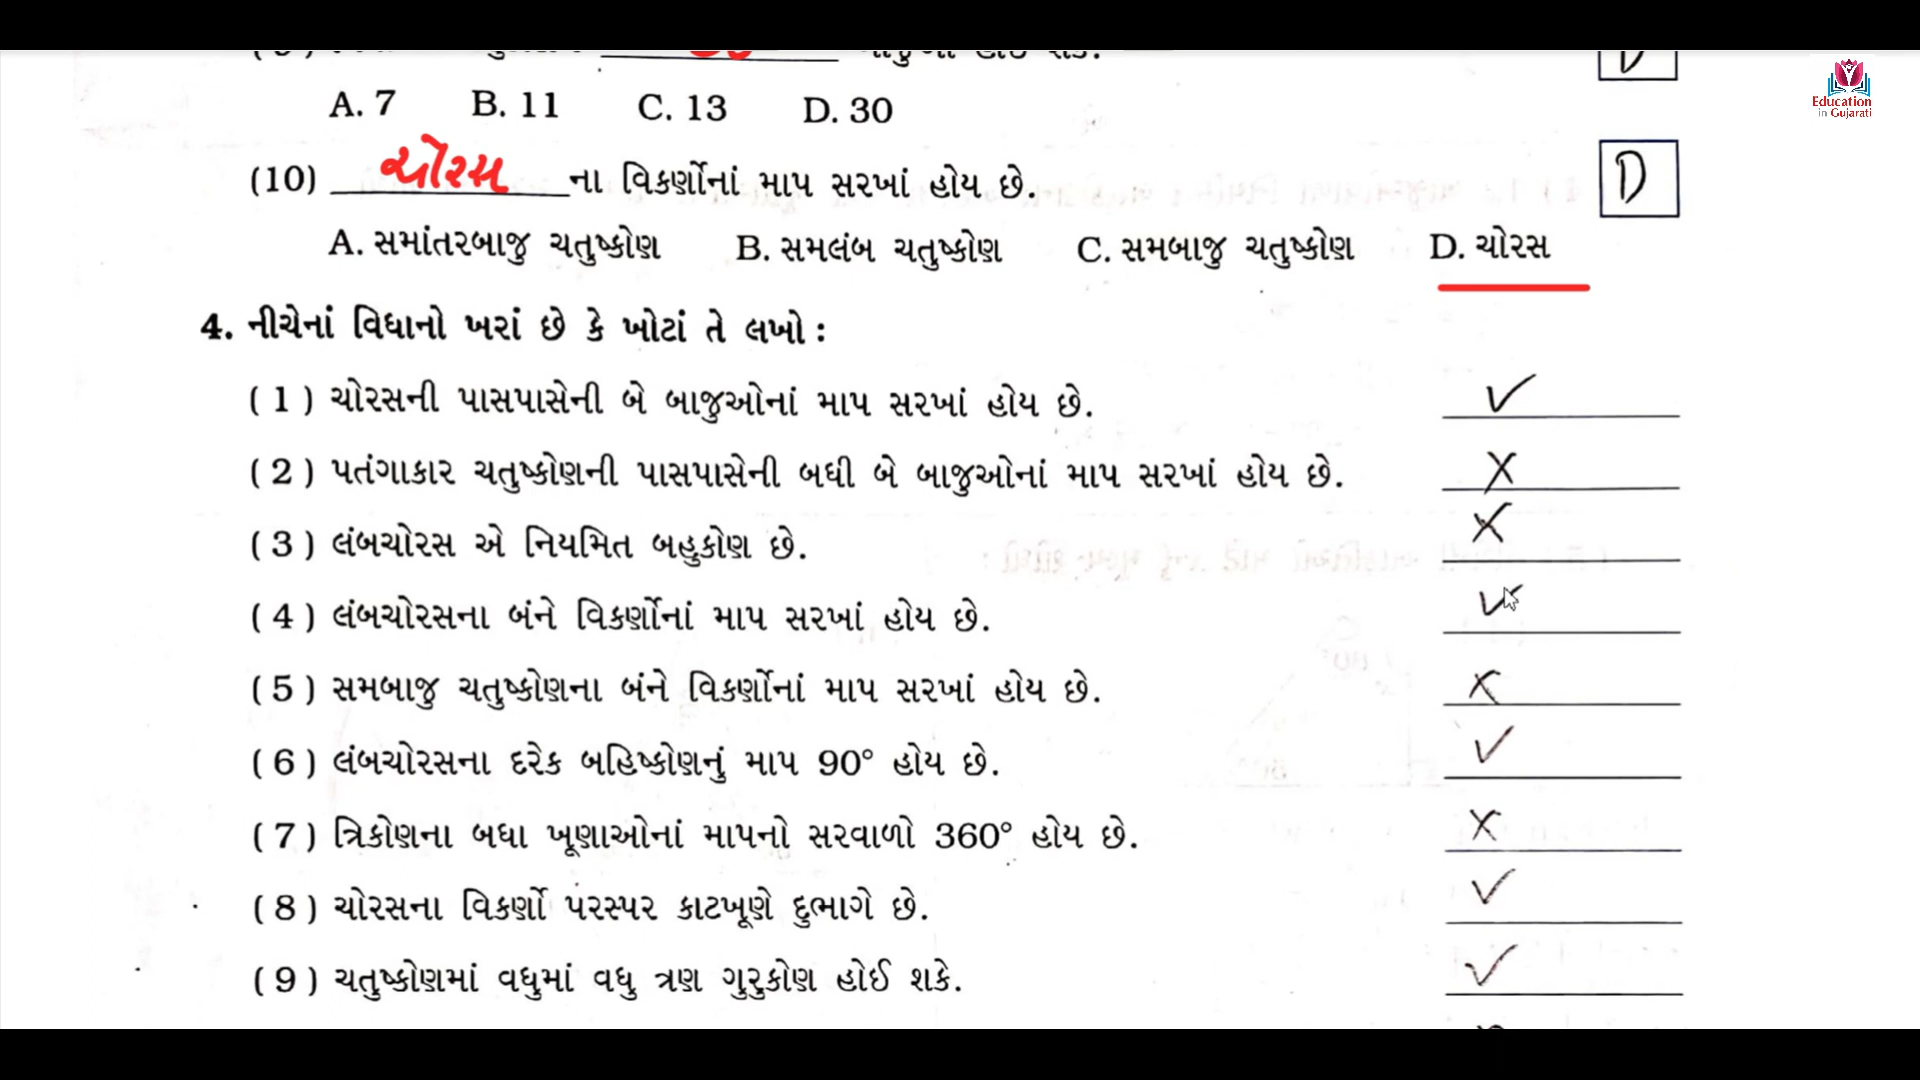 Education
in Gujarati
A. 7 B. 11 C. 13 D. 30
(10) ચોરસ ના વિકર્ણોનાં માપ સરખાં હોય છે. D
A. સમાંતરબાજુ ચતુષ્કોણ B. સમલંબ ચતુષ્કોણ C. સમબાજુ ચતુષ્કોણ D. ચોરસ
4. નીચેનાં વિધાનો ખરાં છે કે ખોટાં તે લખો :
( 1 ) ચોરસની પાસપાસેની બે બાજુઓનાં માપ સરખાં હોય છે. ✓
( 2 ) પતંગાકાર ચતુષ્કોણની પાસપાસેની બધી બે બાજુઓનાં માપ સરખાં હોય છે. ✗
( 3 ) લંબચોરસ એ નિયમિત બહુકોણ છે. ✗
( 4 ) લંબચોરસના બંને વિકર્ણોનાં માપ સરખાં હોય છે. ✓
( 5 ) સમબાજુ ચતુષ્કોણના બંને વિકર્ણોનાં માપ સરખાં હોય છે. ✗
( 6 ) લંબચોરસના દરેક બહિષ્કોણનું માપ 90° હોય છે. ✓
( 7 ) ત્રિકોણના બધા ખૂણાઓનાં માપનો સરવાળો 360° હોય છે. ✗
( 8 ) ચોરસના વિકર્ણો પરસ્પર કાટખૂણે દુભાગે છે. ✓
( 9 ) ચતુષ્કોણમાં વધુમાં વધુ ત્રણ ગુરુકોણ હોઈ શકે. ✓